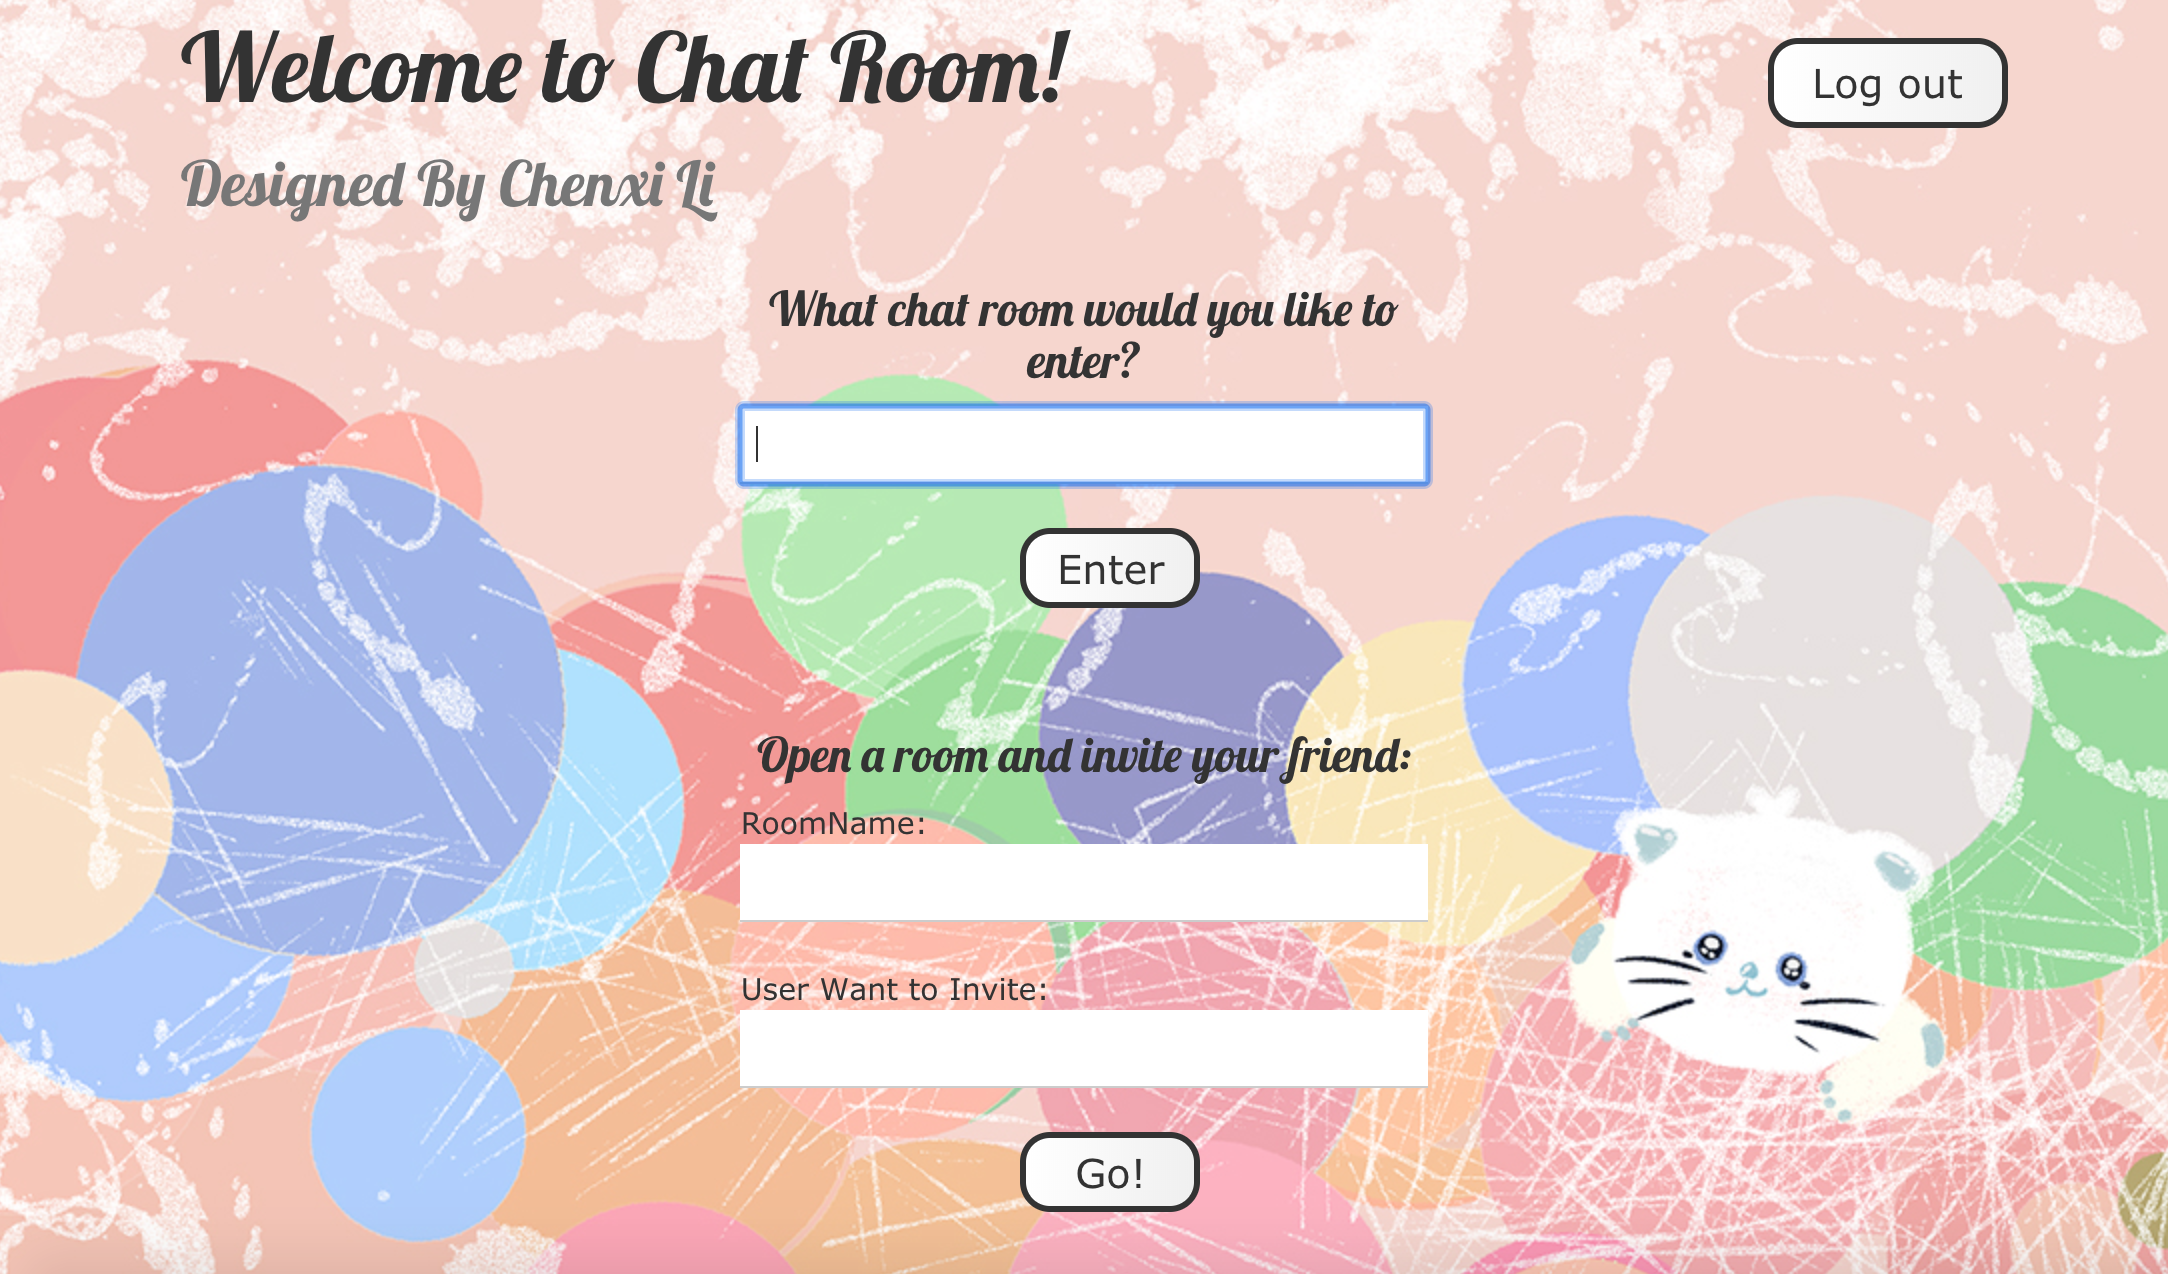 Welcome to Chat Room!
Log out
Designed By Chenxi Li
What chat room would you like to
enter?
Enter
Open a room and invite your friend:
RoomName:
User Want to Invite:
Go!